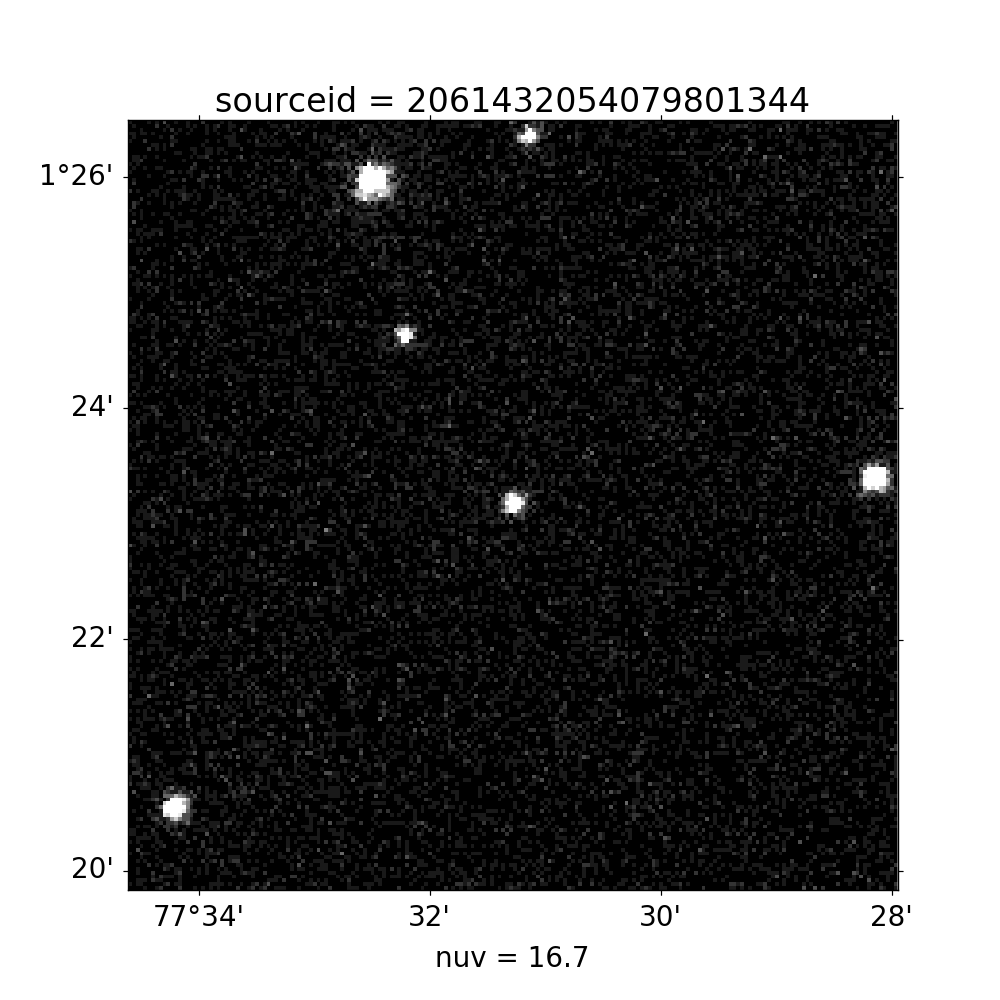 sourceid = 2061432054079801344
1°26'
24'
22'
20'
77°34' 32' 30' 28'
nuv = 16.7